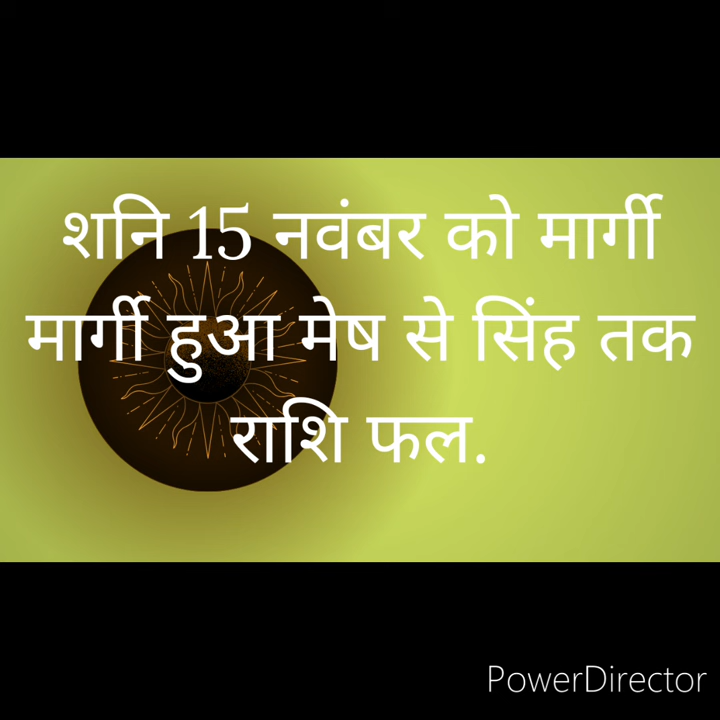 शनि 15 नवंबर को मार्गी
मार्गी हुआ मेष से सिंह तक
राशि फल.
PowerDirector